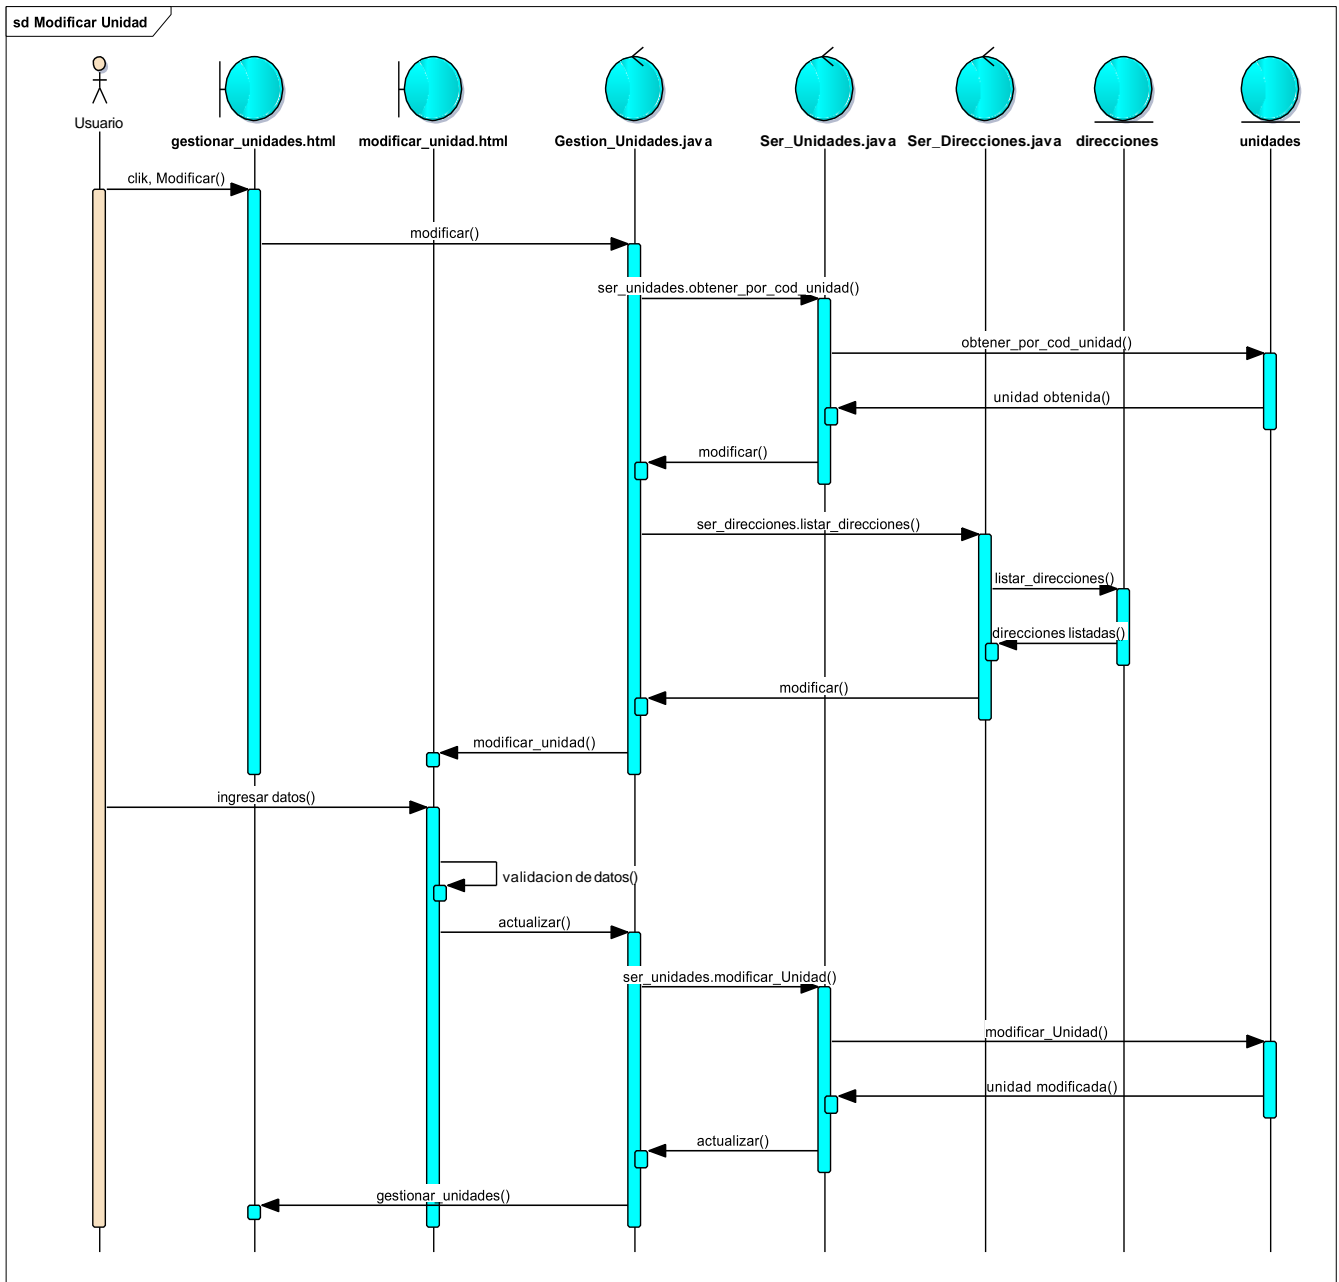 sd Modificar Unidad
Usuario
gestionar_unidades.html
modificar_unidad.html
Gestion_Unidades.java
Ser_Unidades.java
Ser_Direcciones.java
direcciones
unidades
clik, Modificar()
modificar()
ser_unidades.obtener_por_cod_unidad()
obtener_por_cod_unidad()
unidad obtenida()
modificar()
ser_direcciones.listar_direcciones()
listar_direcciones()
direcciones listadas()
modificar()
modificar_unidad()
ingresar datos()
validacion de datos()
actualizar()
ser_unidades.modificar_Unidad()
modificar_Unidad()
unidad modificada()
actualizar()
gestionar_unidades()